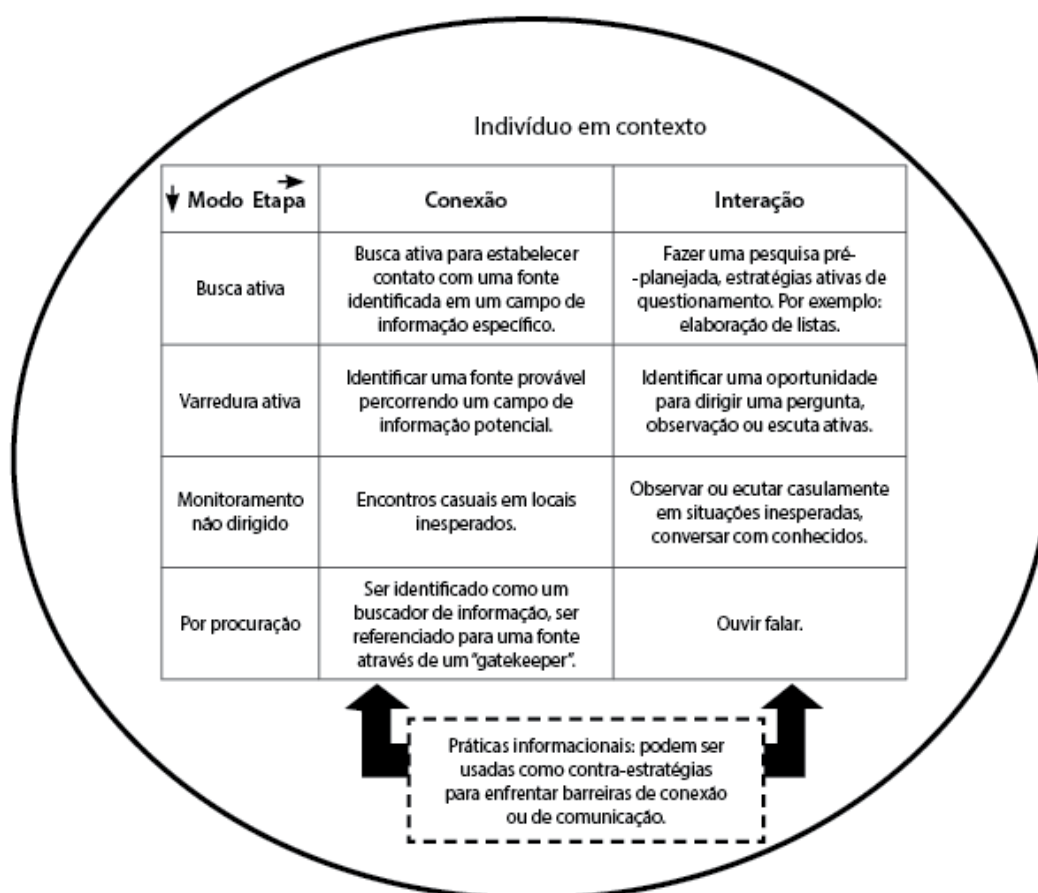 Indivíduo em contexto
Modo Etapa
Conexão
Interação
Busca ativa
Busca ativa para estabelecer
contato com uma fonte
identificada em um campo de
informação específico.
Fazer uma pesquisa pré-
-planejada, estratégias ativas de
questionamento. Por exemplo:
elaboração de listas.
Varredura ativa
Identificar uma fonte provável
percorrendo um campo de
informação potencial.
Identificar uma oportunidade
para dirigir uma pergunta,
observação ou escuta ativas.
Monitoramento
não dirigido
Encontros casuais em locais
inesperados.
Observar ou ecutar casulamente
em situações inesperadas,
conversar com conhecidos.
Por procuração
Ser identificado como um
buscador de informação, ser
referenciado para uma fonte
através de um "gatekeeper".
Ouvir falar.
Práticas informacionais: podem ser
usadas como contra-estratégias
para enfrentar barreiras de conexão
ou de comunicação.